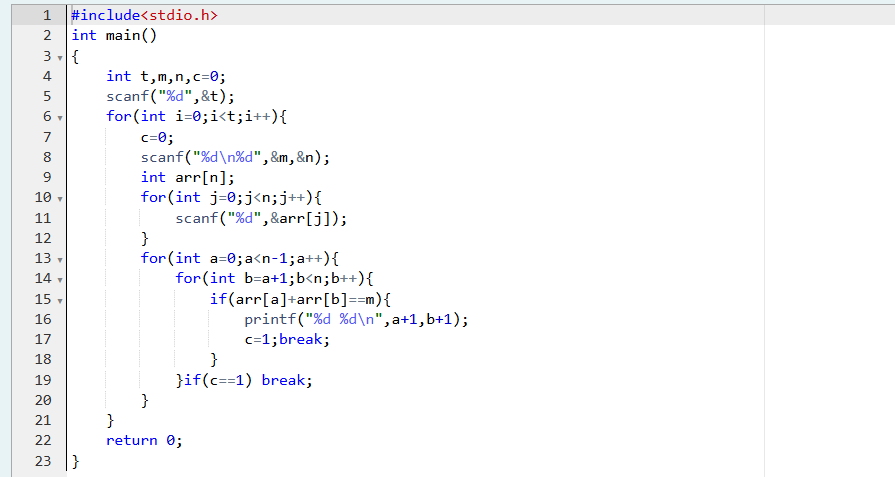 1 #include<stdio.h>
2 int main()
3 {
4     int t,m,n,c=0;
5     scanf("%d",&t);
6     for(int i=0;i<t;i++){
7         c=0;
8         scanf("%d\n%d",&m,&n);
9         int arr[n];
10         for(int j=0;j<n;j++){
11             scanf("%d",&arr[j]);
12         }
13         for(int a=0;a<n-1;a++){
14             for(int b=a+1;b<n;b++){
15                 if(arr[a]+arr[b]==m){
16                     printf("%d %d\n",a+1,b+1);
17                     c=1;break;
18                 }
19             }if(c==1) break;
20         }
21     }
22     return 0;
23 }